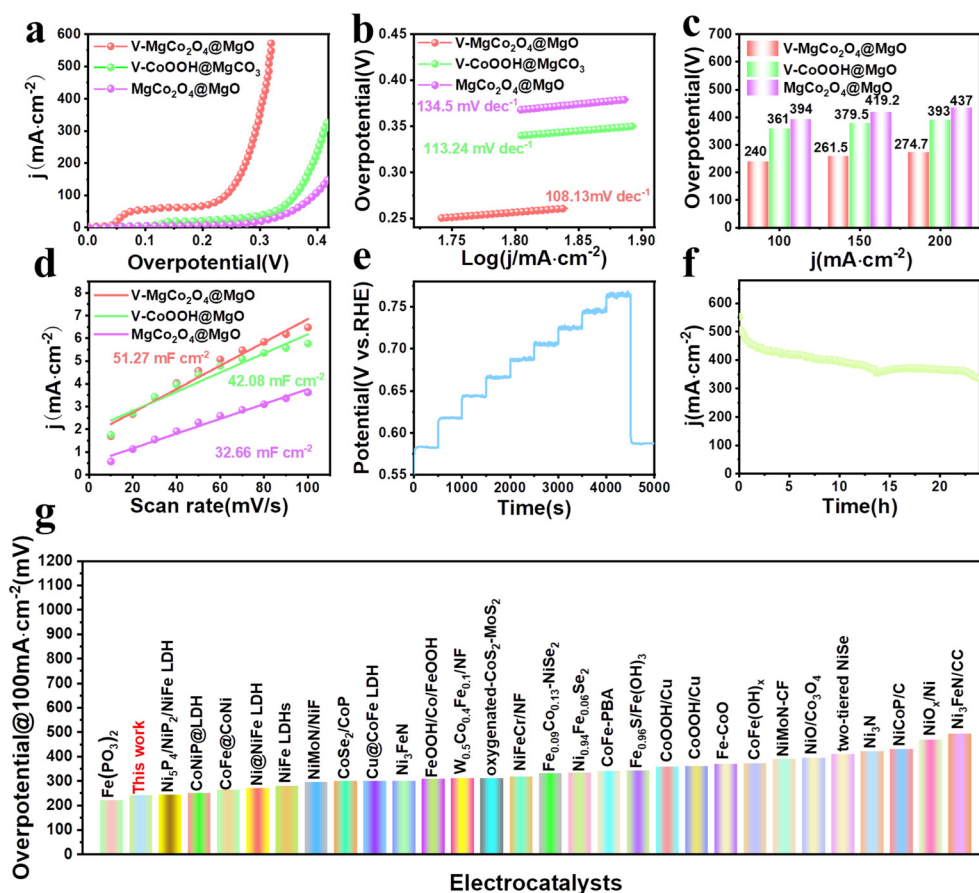 a
600
500
400
300
200
100
0
j (mA·cm⁻²)
V-MgCo₂O₄@MgO
V-CoOOH@MgCO₃
MgCo₂O₄@MgO
0.0 0.1 0.2 0.3 0.4
Overpotential(V)
b
0.45
0.40
0.35
0.30
0.25
Overpotential(V)
V-MgCo₂O₄@MgO
V-CoOOH@MgCO₃
MgCo₂O₄@MgO
134.5 mV dec⁻¹
113.24 mV dec⁻¹
108.13mV dec⁻¹
1.75 1.80 1.85 1.90
Log(j/mA·cm⁻²)
c
700
600
500
400
300
200
100
0
Overpotential(V)
V-MgCo₂O₄@MgO
V-CoOOH@MgO
MgCo₂O₄@MgO
240 361 394
261.5 379.5 419.2
274.7 393 437
100 150 200
j(mA·cm⁻²)
d
8
7
6
5
4
3
2
1
0
j (mA·cm⁻²)
V-MgCo₂O₄@MgO
V-CoOOH@MgO
MgCo₂O₄@MgO
51.27 mF cm⁻²
42.08 mF cm⁻²
32.66 mF cm⁻²
0 20 40 60 80 100
Scan rate(mV/s)
e
0.75
0.70
0.65
0.60
0.55
Potential(V vs.RHE)
0 1000 2000 3000 4000 5000
Time(s)
f
600
500
400
300
200
100
0
j(mA·cm⁻²)
0 5 10 15 20
Time(h)
g
1200
1100
1000
900
800
700
600
500
400
300
200
100
0
Overpotential@100mA·cm⁻²(mV)
Fe(PO₃)₂
This work
Ni₅P₄/NiP₂/NiFe LDH
CoNiP@LDH
CoFe@CoNi
Ni@NiFe LDH
NiFe LDHs
NiMoN/NiF
CoSe₂/CoP
Cu@CoFe LDH
Ni₃FeN
FeOOH/Co/FeOOH
W₀.₅Co₀.₄Fe₀.₁/NF
oxygenated-CoS₂-MoS₂
NiFeCr/NF
Fe₀.₀₉Co₀.₁₃-NiSe₂
Ni₀.₉₄Fe₀.₀₆Se₂
CoFe-PBA
Fe₀.₉₆S/Fe(OH)₃
CoOOH/Cu
CoOOH/Cu
Fe-CoO
CoFe(OH)ₓ
NiMoN-CF
NiO/Co₃O₄
two-tiered NiSe
Ni₃N
NiCoP/C
NiOₓ/Ni
Ni₃FeN/CC
Electrocatalysts